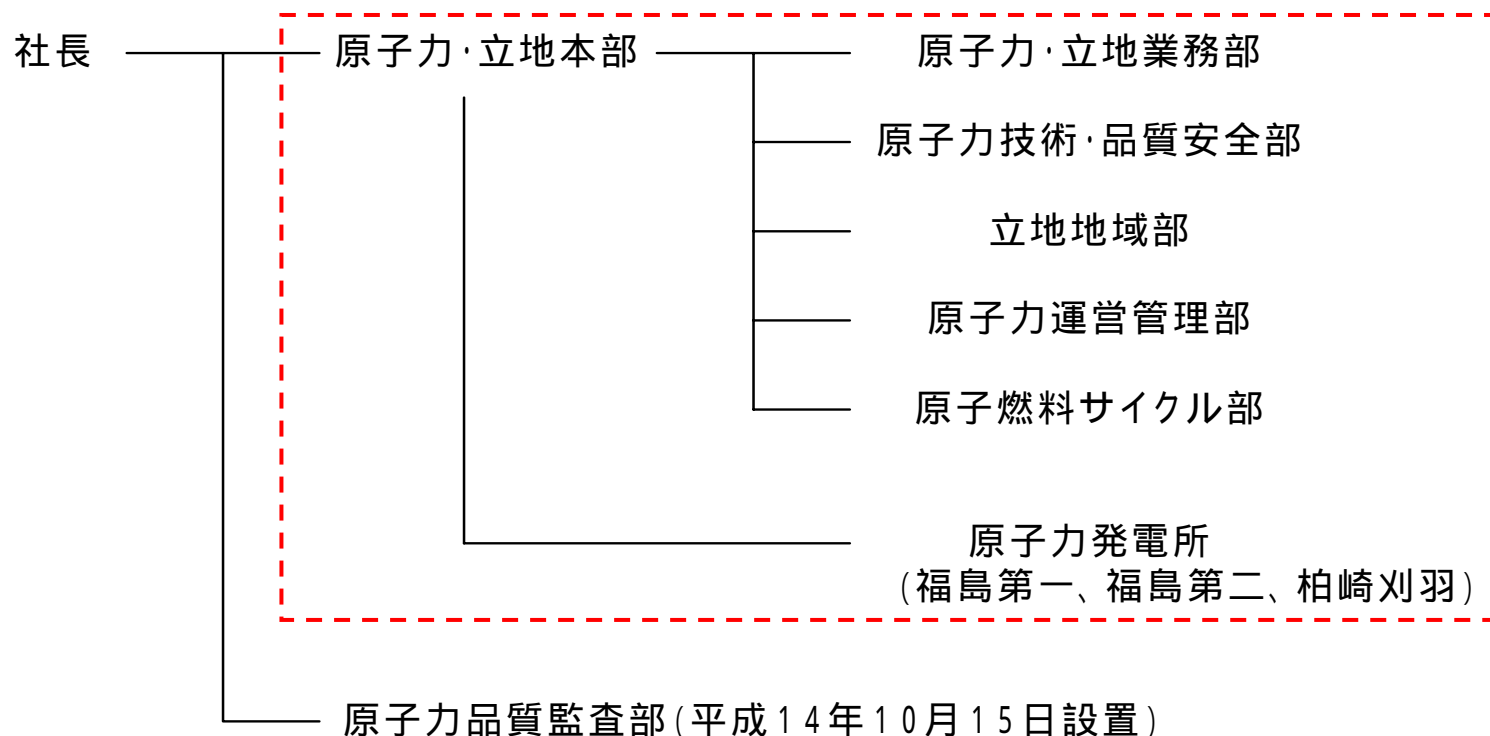 社長
原子力・立地本部
原子力・立地業務部
原子力技術・品質安全部
立地地域部
原子力運営管理部
原子燃料サイクル部
原子力発電所
(福島第一、福島第二、柏崎刈羽)
原子力品質監査部(平成14年10月15日設置)